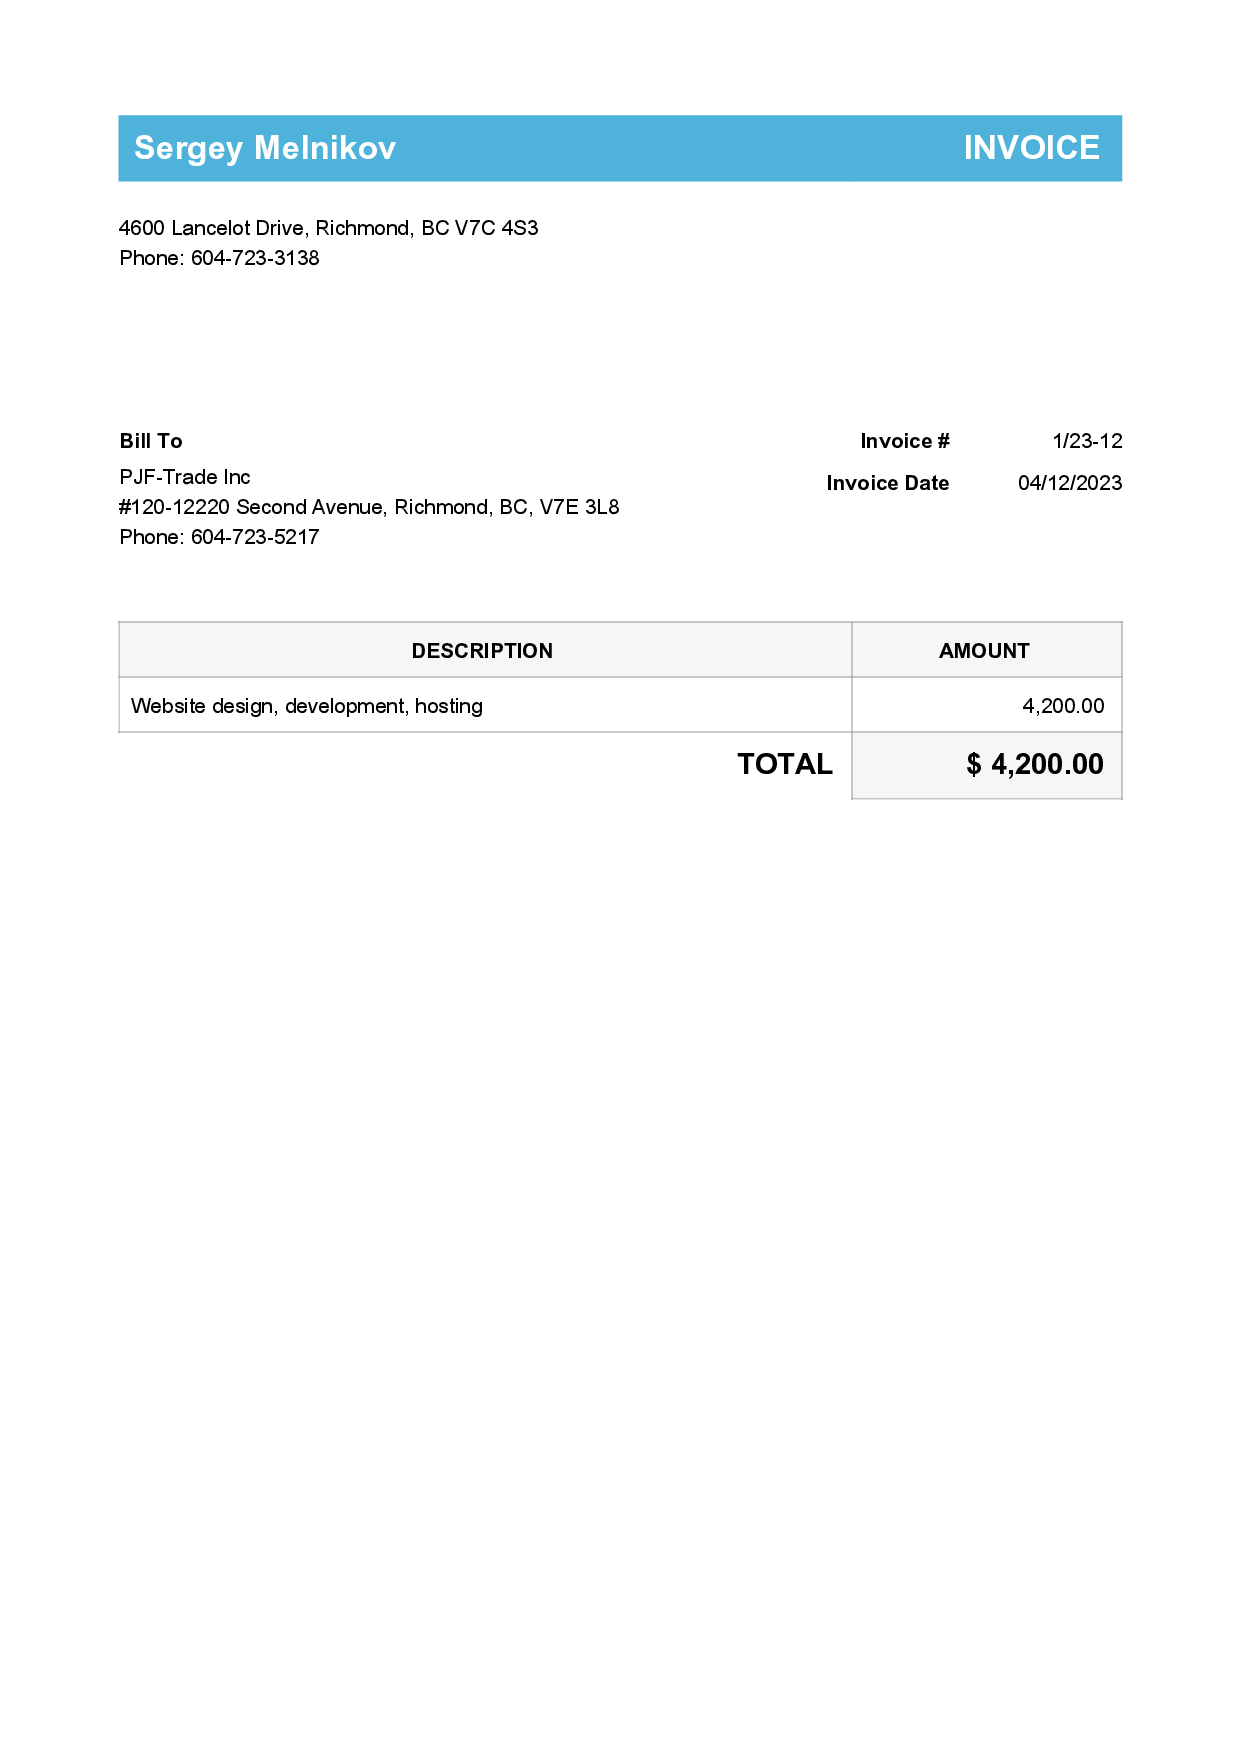 Sergey Melnikov INVOICE
4600 Lancelot Drive, Richmond, BC V7C 4S3
Phone: 604-723-3138
Bill To
PJF-Trade Inc
#120-12220 Second Avenue, Richmond, BC, V7E 3L8
Phone: 604-723-5217
Invoice # 1/23-12
Invoice Date 04/12/2023
DESCRIPTION AMOUNT
Website design, development, hosting 4,200.00
TOTAL $ 4,200.00